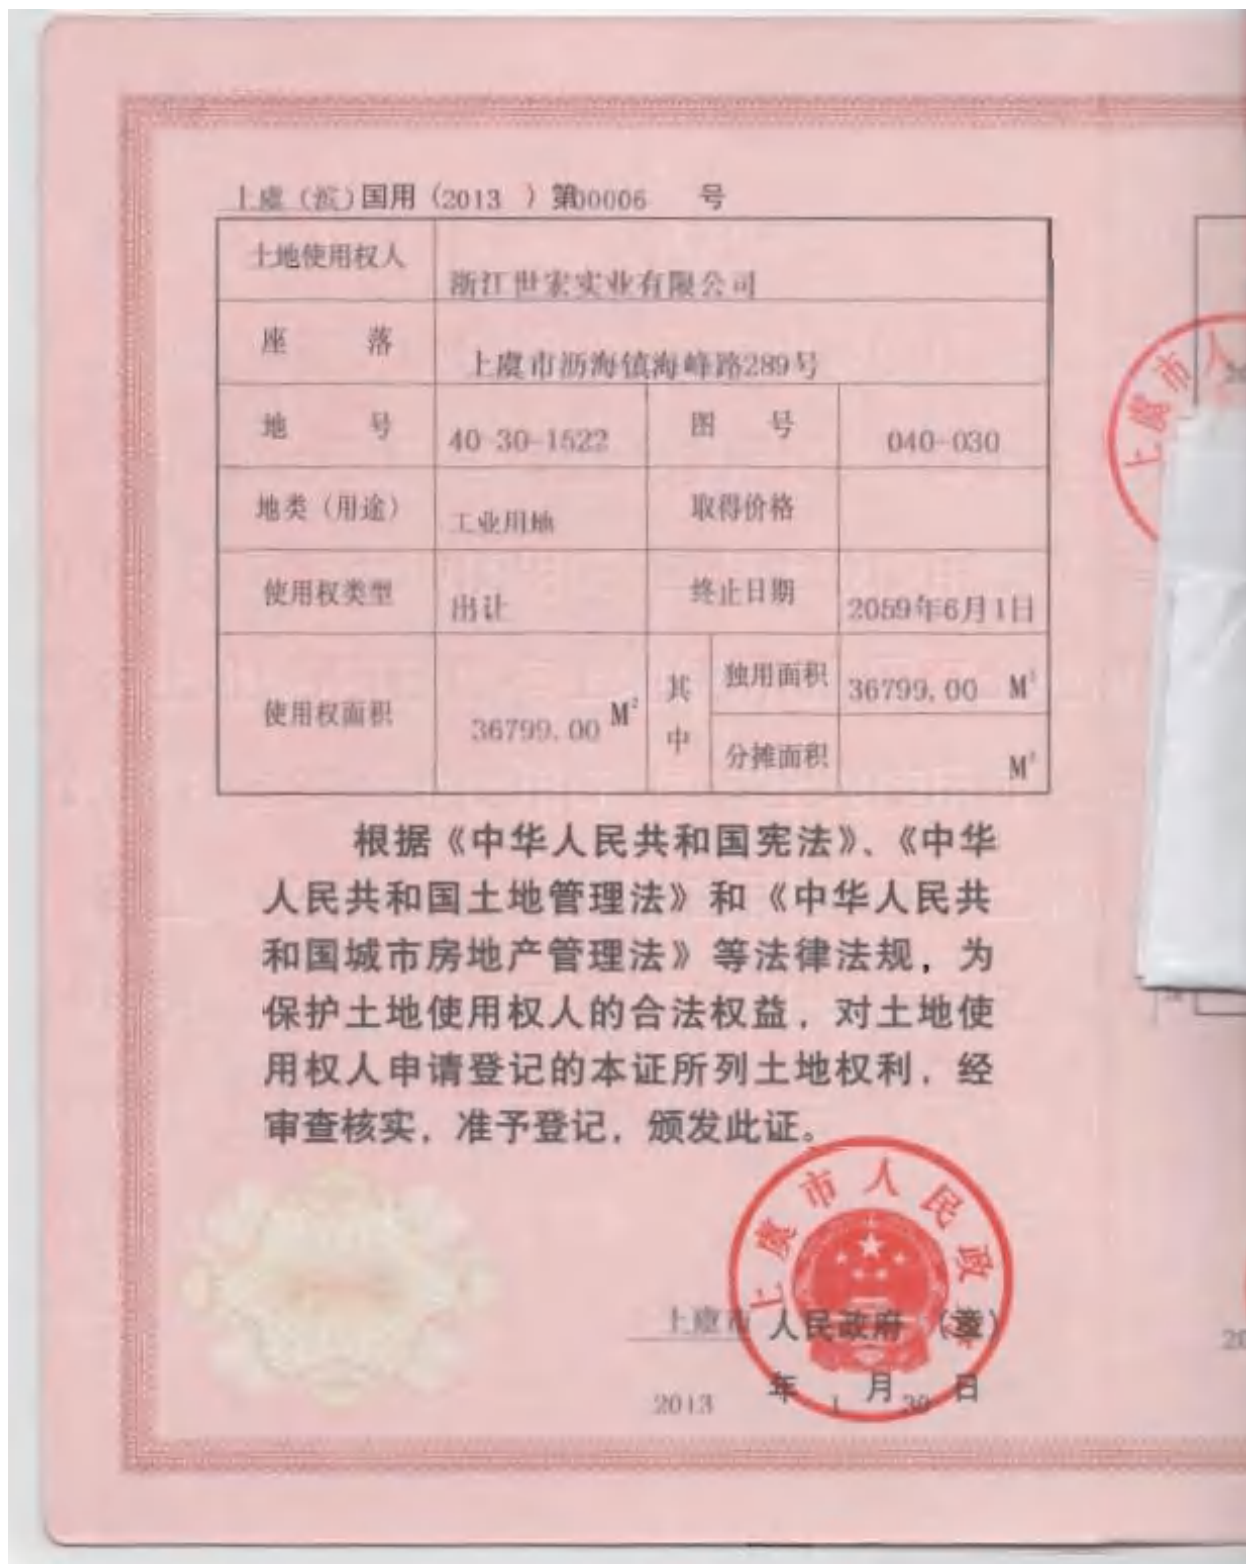 上虞（滨）国用（2013 ）第00006 号
土地使用权人 浙江世宏实业有限公司
座 落 上虞市沥海镇海峰路289号
地 号 40-30-1522 图 号 040-030
地类（用途） 工业用地 取得价格
使用权类型 出让 终止日期 2059年6月1日
使用权面积 36799.00 M² 其中 独用面积 36799.00 M²
分摊面积 M²
根据《中华人民共和国宪法》、《中华
人民共和国土地管理法》和《中华人民共
和国城市房地产管理法》等法律法规，为
保护土地使用权人的合法权益，对土地使
用权人申请登记的本证所列土地权利，经
审查核实，准予登记，颁发此证。
上虞市人民政
上虞市 人民政府 （章）
2013 年 1 月 30 日
上虞市人
20